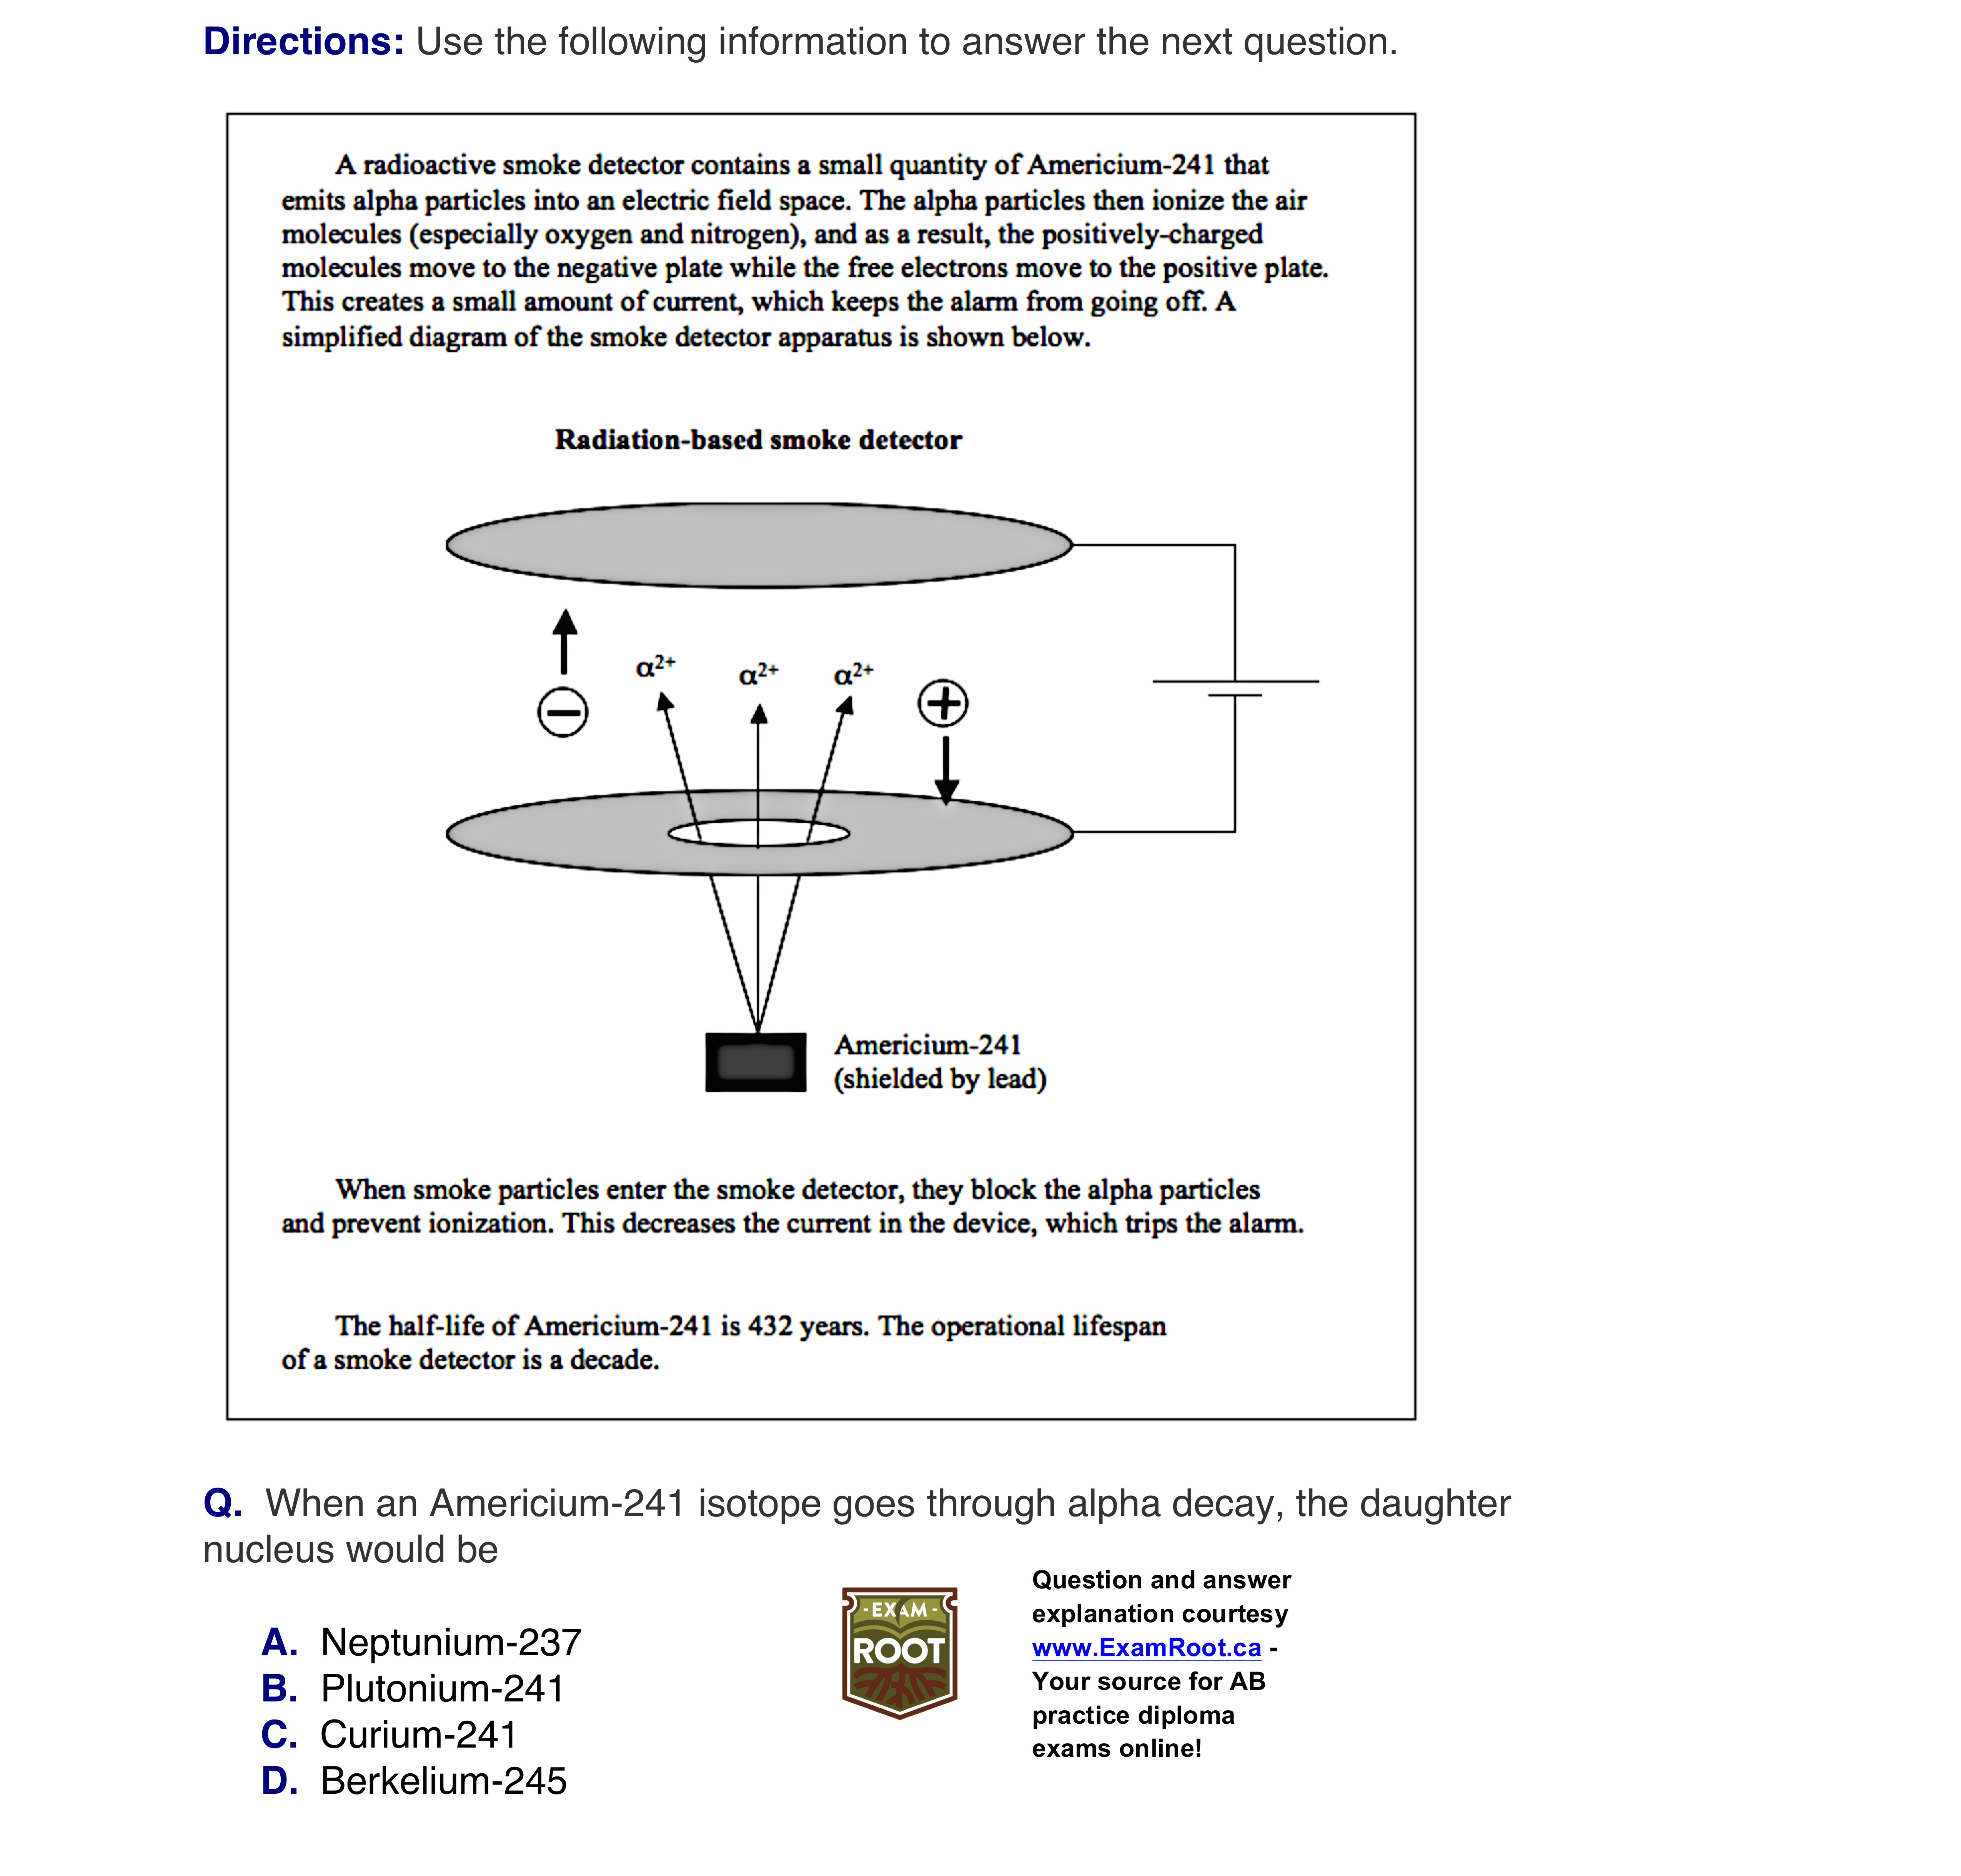 Directions: Use the following information to answer the next question.
A radioactive smoke detector contains a small quantity of Americium-241 that
emits alpha particles into an electric field space. The alpha particles then ionize the air
molecules (especially oxygen and nitrogen), and as a result, the positively-charged
molecules move to the negative plate while the free electrons move to the positive plate.
This creates a small amount of current, which keeps the alarm from going off. A
simplified diagram of the smoke detector apparatus is shown below.
Radiation-based smoke detector
α²⁺ α²⁺ α²⁺
− +
Americium-241
(shielded by lead)
When smoke particles enter the smoke detector, they block the alpha particles
and prevent ionization. This decreases the current in the device, which trips the alarm.
The half-life of Americium-241 is 432 years. The operational lifespan
of a smoke detector is a decade.
Q. When an Americium-241 isotope goes through alpha decay, the daughter
nucleus would be
A. Neptunium-237
B. Plutonium-241
C. Curium-241
D. Berkelium-245
- EXAM -
ROOT
Question and answer
explanation courtesy
www.ExamRoot.ca -
Your source for AB
practice diploma
exams online!